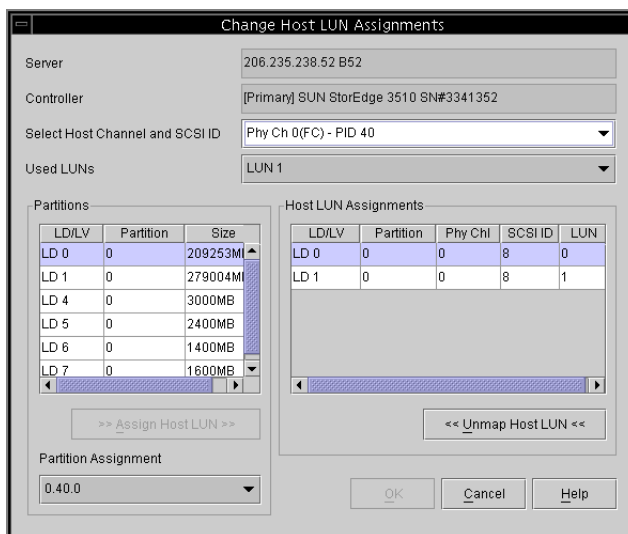 Change Host LUN Assignments
Server 206.235.238.52 B52
Controller [Primary] SUN StorEdge 3510 SN#3341352
Select Host Channel and SCSI ID Phy Ch 0(FC) - PID 40
Used LUNs LUN 1
Partitions
LD/LV Partition Size
LD 0 0 209253M
LD 1 0 279004M
LD 4 0 3000MB
LD 5 0 2400MB
LD 6 0 1400MB
LD 7 0 1600MB
>> Assign Host LUN >>
Partition Assignment
0.40.0
Host LUN Assignments
LD/LV Partition Phy Chl SCSI ID LUN
LD 0 0 0 8 0
LD 1 0 0 8 1
<< Unmap Host LUN <<
OK Cancel Help